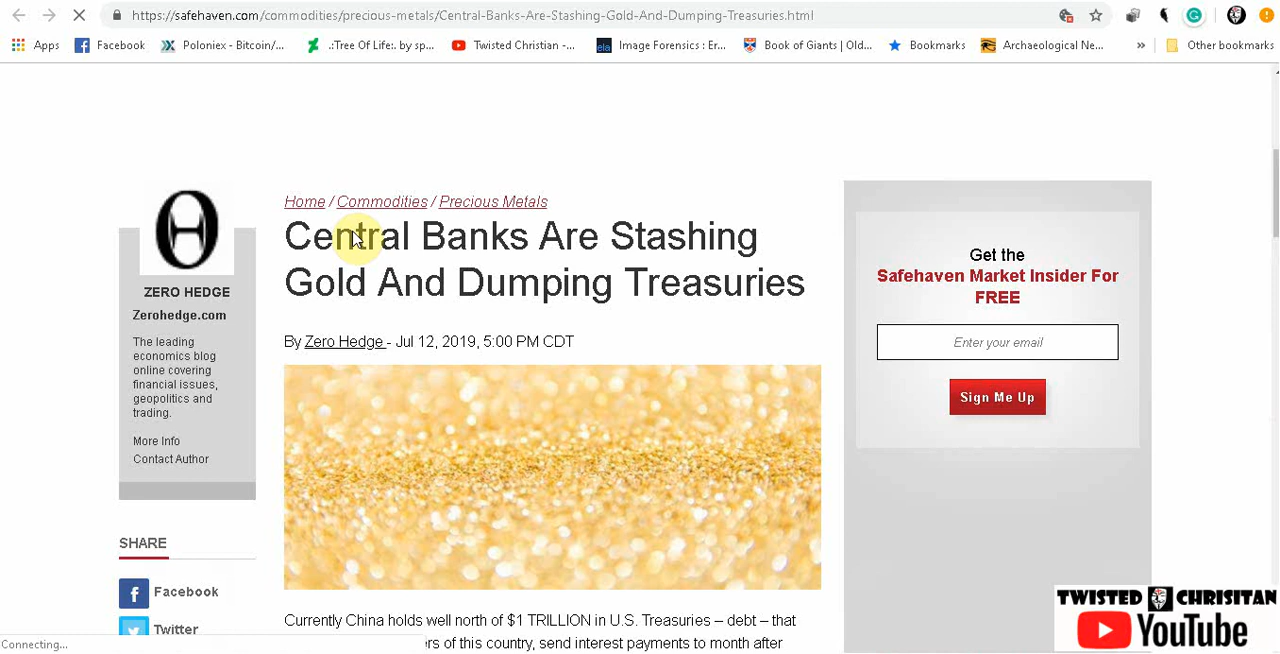 https://safehaven.com/commodities/precious-metals/Central-Banks-Are-Stashing-Gold-And-Dumping-Treasuries.html
Apps Facebook Poloniex - Bitcoin/... .:Tree Of Life:. by sp... Twisted Christian -... Image Forensics : Er... Book of Giants | Old... Bookmarks Archaeological Ne... » Other bookmarks
Home / Commodities / Precious Metals
Central Banks Are Stashing
Gold And Dumping Treasuries
By Zero Hedge - Jul 12, 2019, 5:00 PM CDT
ZERO HEDGE
Zerohedge.com
The leading
economics blog
online covering
financial issues,
geopolitics and
trading.
More Info
Contact Author
SHARE
Facebook
Twitter
Currently China holds just north of $1 TRILLION in U.S. Treasuries – debt – that
ers of this country, send interest payments to month after
Get the
Safehaven Market Insider For
FREE
Enter your email
Sign Me Up
Connecting...
TWISTED CHRISITAN
YouTube